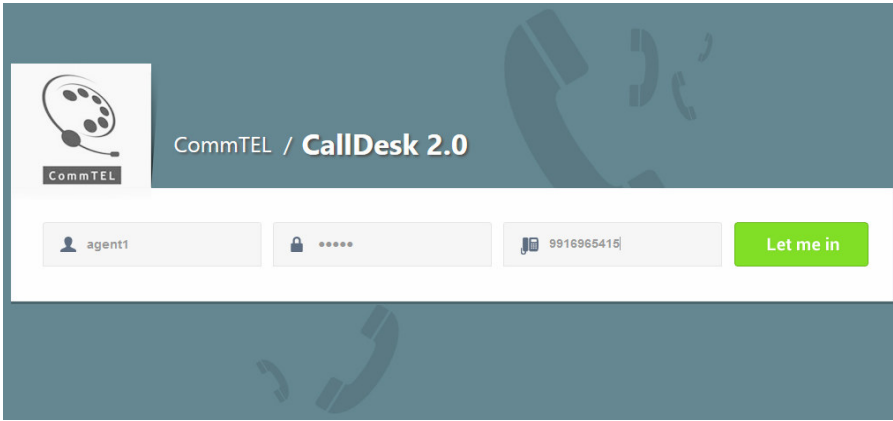 CommTEL
CommTEL / CallDesk 2.0
agent1
•••••
9916965415
Let me in